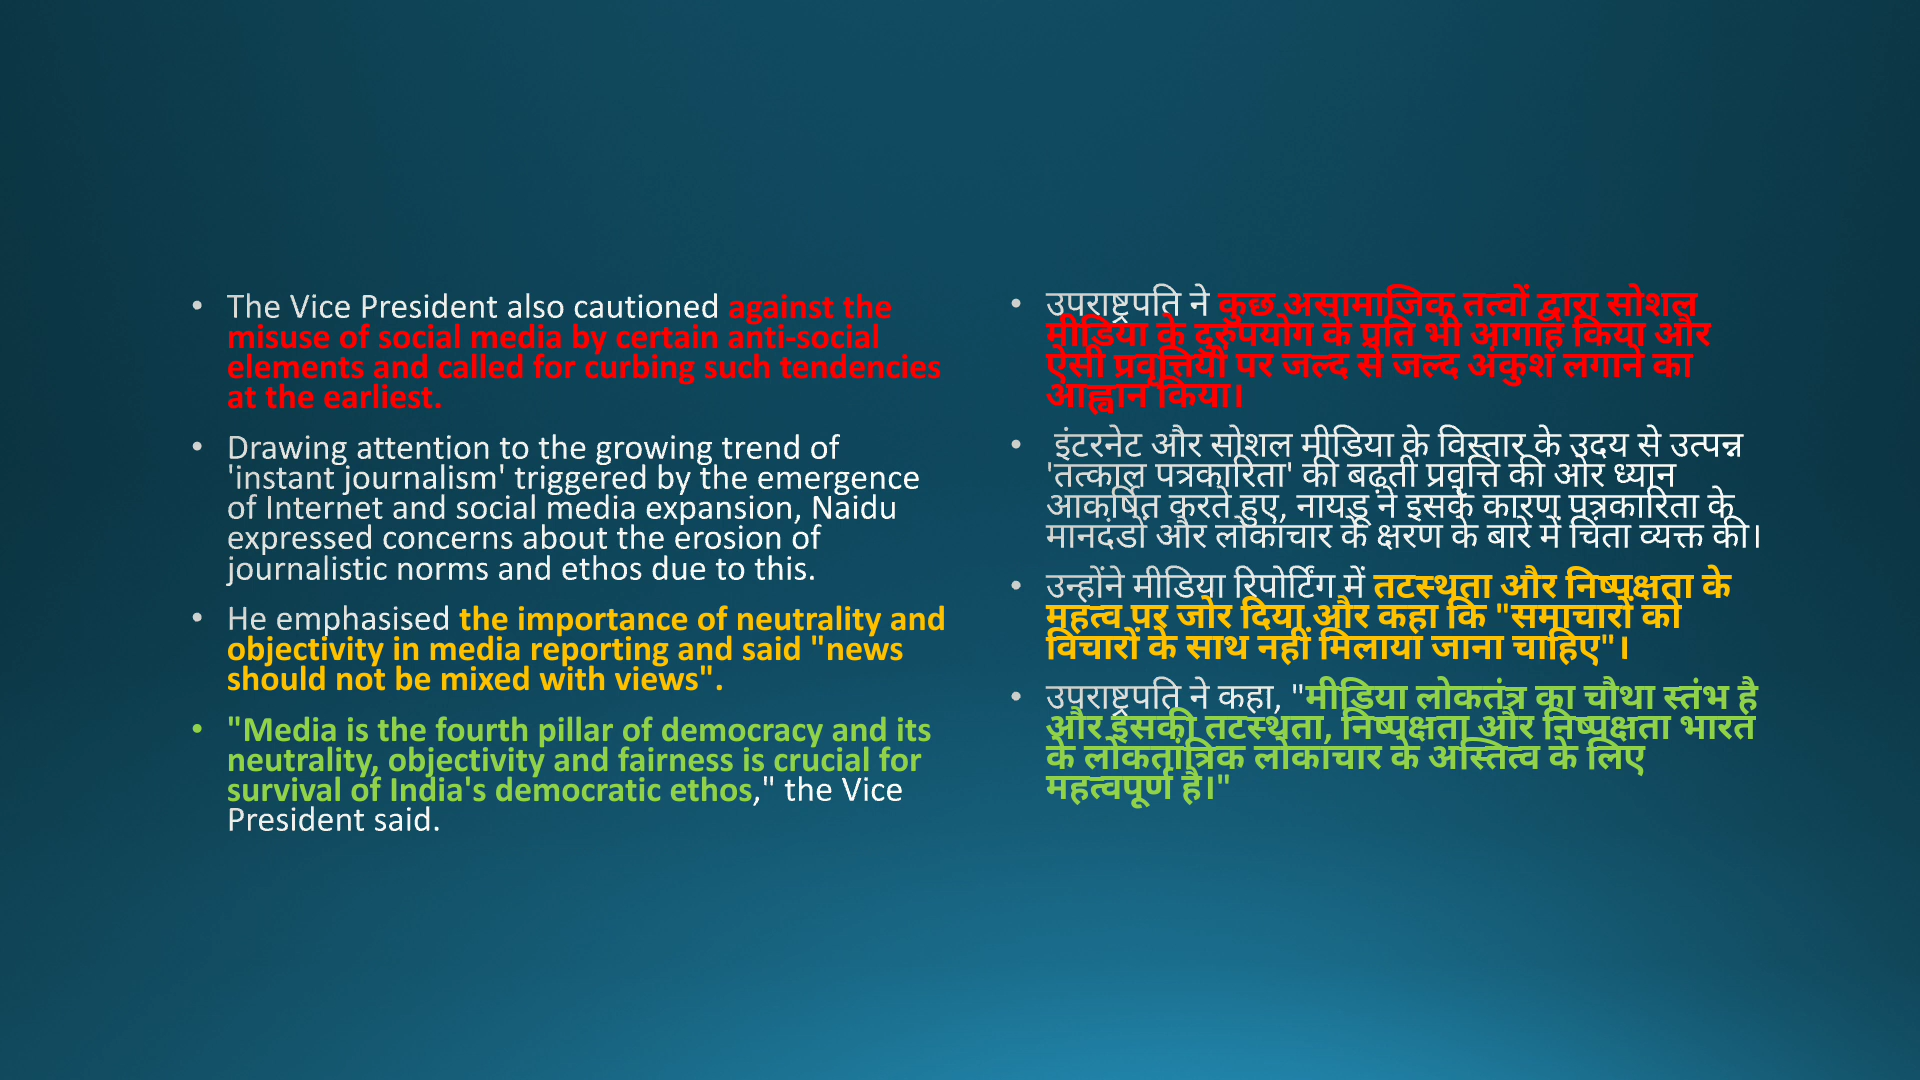 • The Vice President also cautioned against the
misuse of social media by certain anti-social
elements and called for curbing such tendencies
at the earliest.
• Drawing attention to the growing trend of
'instant journalism' triggered by the emergence
of Internet and social media expansion, Naidu
expressed concerns about the erosion of
journalistic norms and ethos due to this.
• He emphasised the importance of neutrality and
objectivity in media reporting and said "news
should not be mixed with views".
• "Media is the fourth pillar of democracy and its
neutrality, objectivity and fairness is crucial for
survival of India's democratic ethos," the Vice
President said.
• उपराष्ट्रपति ने कुछ असामाजिक तत्वों द्वारा सोशल
मीडिया के दुरुपयोग के प्रति भी आगाह किया और
ऐसी प्रवृत्तियों पर जल्द से जल्द अंकुश लगाने का
आह्वान किया।
• इंटरनेट और सोशल मीडिया के विस्तार के उदय से उत्पन्न
'तत्काल पत्रकारिता' की बढ़ती प्रवृत्ति की ओर ध्यान
आकर्षित करते हुए, नायडू ने इसके कारण पत्रकारिता के
मानदंडों और लोकाचार के क्षरण के बारे में चिंता व्यक्त की।
• उन्होंने मीडिया रिपोर्टिंग में तटस्थता और निष्पक्षता के
महत्व पर जोर दिया और कहा कि "समाचारों को
विचारों के साथ नहीं मिलाया जाना चाहिए"।
• उपराष्ट्रपति ने कहा, "मीडिया लोकतंत्र का चौथा स्तंभ है
और इसकी तटस्थता, निष्पक्षता और निष्पक्षता भारत
के लोकतांत्रिक लोकाचार के अस्तित्व के लिए
महत्वपूर्ण है।"